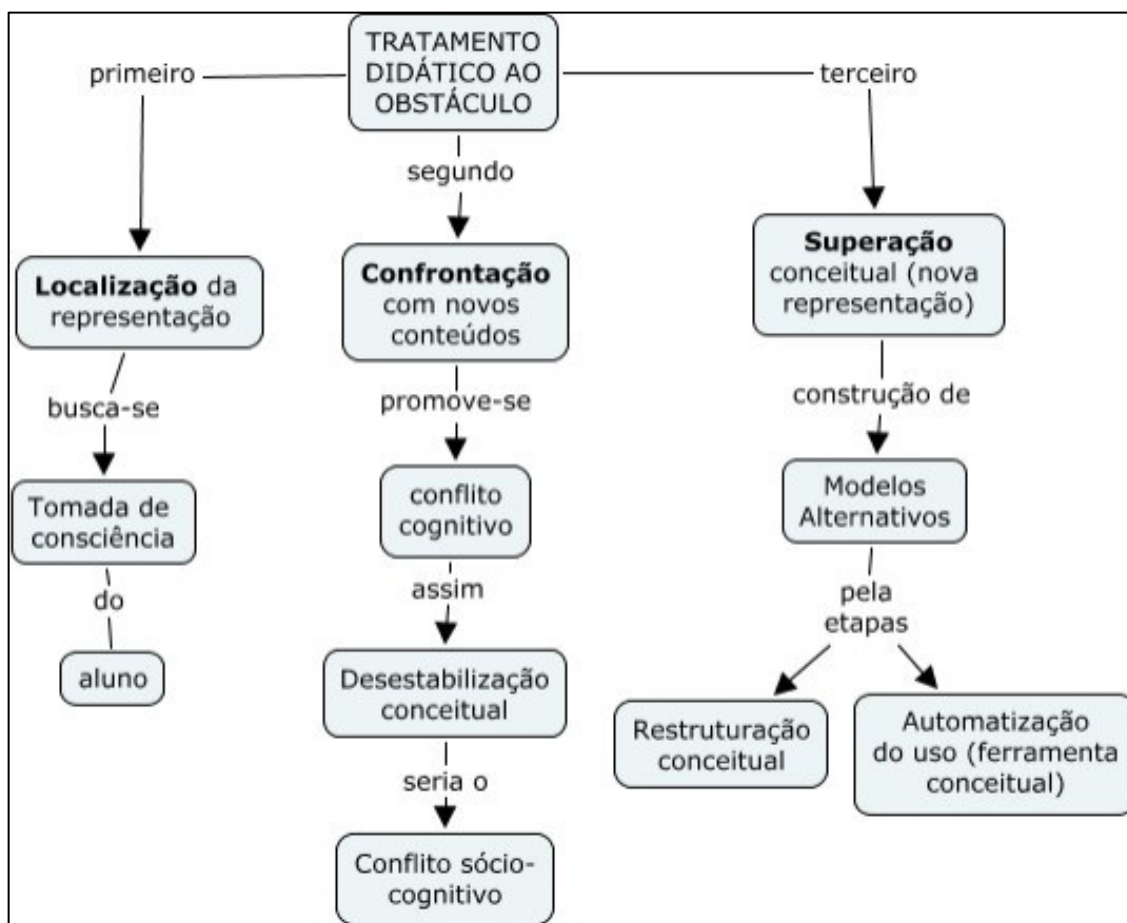 TRATAMENTO
DIDÁTICO AO
OBSTÁCULO
primeiro
segundo
terceiro
Localização da
representação
busca-se
Tomada de
consciência
do
aluno
Confrontação
com novos
conteúdos
promove-se
conflito
cognitivo
assim
Desestabilização
conceitual
seria o
Conflito sócio-
cognitivo
Superação
conceitual (nova
representação)
construção de
Modelos
Alternativos
pela
etapas
Restruturação
conceitual
Automatização
do uso (ferramenta
conceitual)